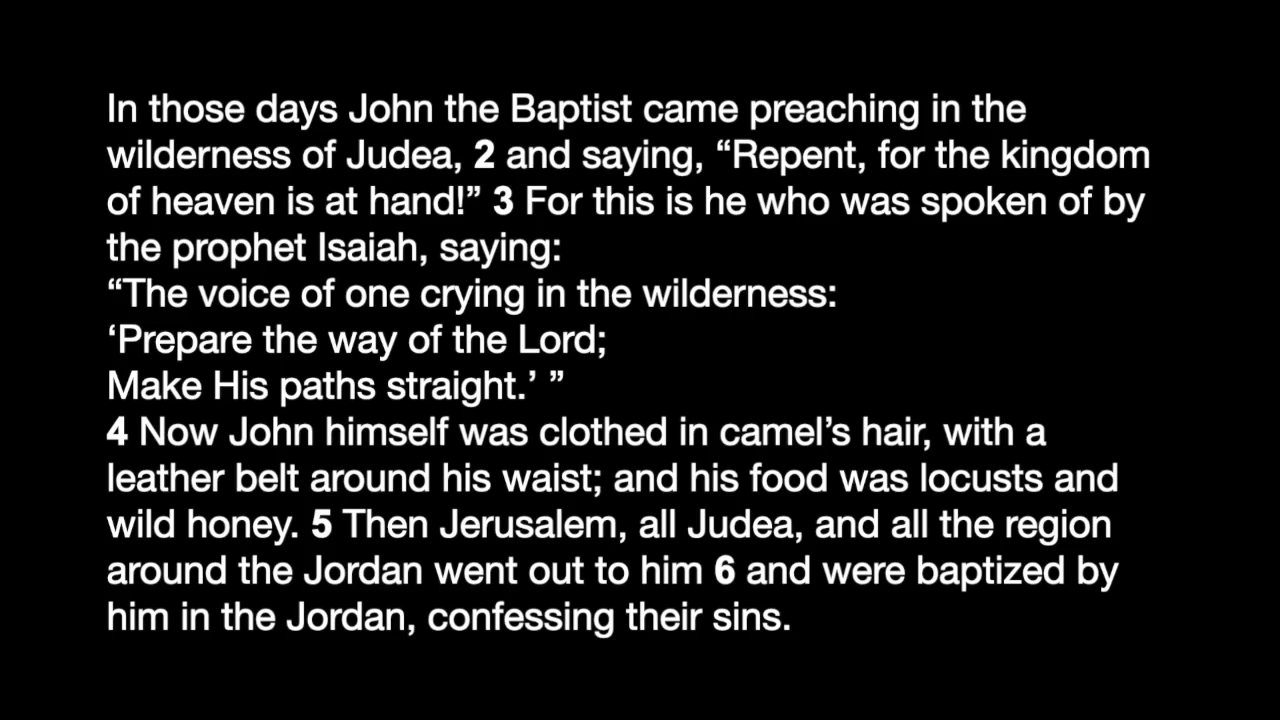 In those days John the Baptist came preaching in the
wilderness of Judea, 2 and saying, “Repent, for the kingdom
of heaven is at hand!” 3 For this is he who was spoken of by
the prophet Isaiah, saying:
“The voice of one crying in the wilderness:
‘Prepare the way of the Lord;
Make His paths straight.’ ”
4 Now John himself was clothed in camel’s hair, with a
leather belt around his waist; and his food was locusts and
wild honey. 5 Then Jerusalem, all Judea, and all the region
around the Jordan went out to him 6 and were baptized by
him in the Jordan, confessing their sins.